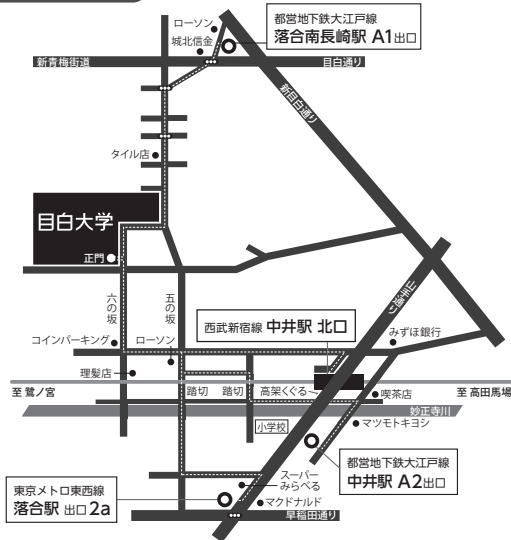 ローソン
城北信金
都営地下鉄大江戸線
落合南長崎駅 A1出口
新青梅街道
目白通り
新目白通り
タイル店
目白大学
正門
六の坂
五の坂
山手通り
西武新宿線 中井駅 北口
みずほ銀行
コインパーキング
ローソン
理髪店
踏切
踏切
高架くぐる
喫茶店
至 鷺ノ宮
至 高田馬場
妙正寺川
小学校
マツモトキヨシ
都営地下鉄大江戸線
中井駅 A2出口
スーパー
みらべる
東京メトロ東西線
落合駅 出口2a
マクドナルド
早稲田通り